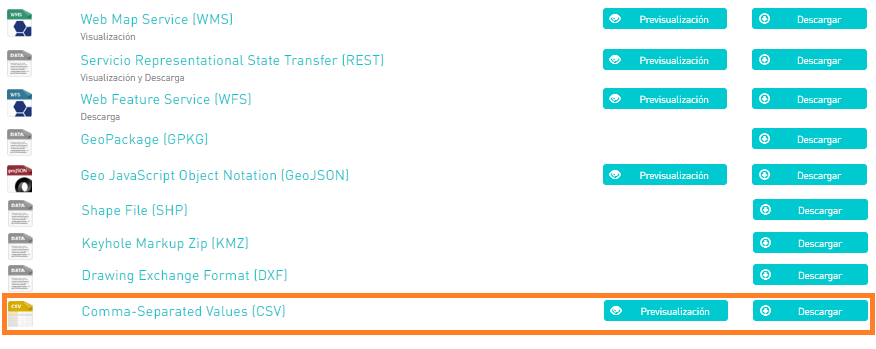 WMS Web Map Service (WMS) Previsualización Descargar
Visualización
DATA Servicio Representational State Transfer (REST) Previsualización Descargar
Visualización y Descarga
WFS Web Feature Service (WFS) Previsualización Descargar
Descarga
DATA GeoPackage (GPKG) Descargar
geoJSON Geo JavaScript Object Notation (GeoJSON) Previsualización Descargar
DATA Shape File (SHP) Descargar
DATA Keyhole Markup Zip (KMZ) Descargar
DATA Drawing Exchange Format (DXF) Descargar
CSV Comma-Separated Values (CSV) Previsualización Descargar